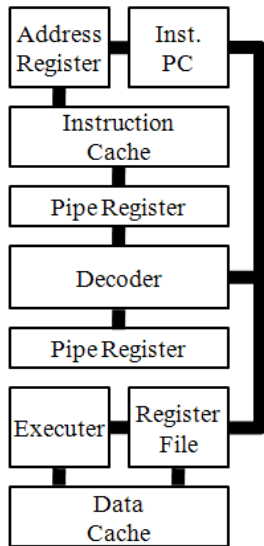 Address
Register
Inst.
PC
Instruction
Cache
Pipe Register
Decoder
Pipe Register
Executer
Register
File
Data
Cache